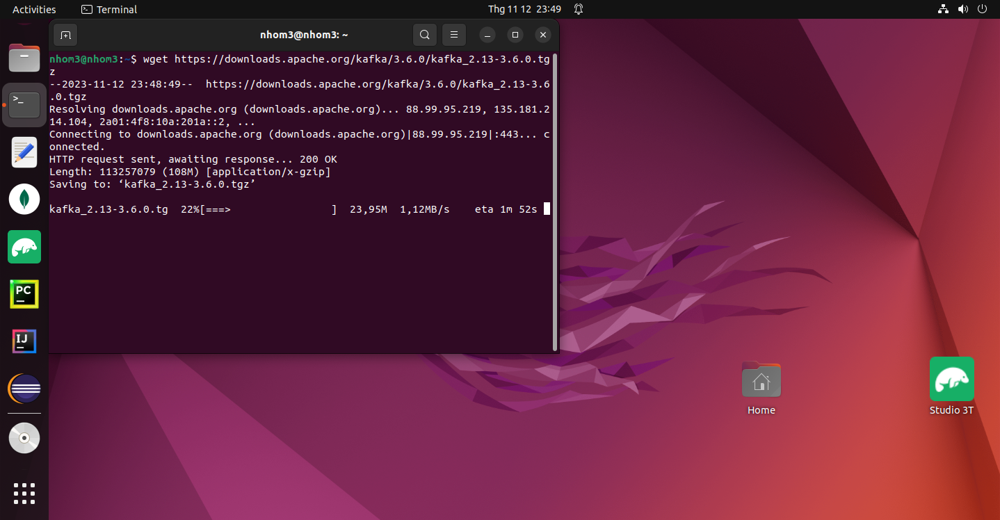 Activities
Terminal
Thg 11 12 23:49
nhom3@nhom3: ~
nhom3@nhom3:~$ wget https://downloads.apache.org/kafka/3.6.0/kafka_2.13-3.6.0.tg
z
--2023-11-12 23:48:49--  https://downloads.apache.org/kafka/3.6.0/kafka_2.13-3.6
.0.tgz
Resolving downloads.apache.org (downloads.apache.org)... 88.99.95.219, 135.181.2
14.104, 2a01:4f8:10a:201a::2, ...
Connecting to downloads.apache.org (downloads.apache.org)|88.99.95.219|:443... c
onnected.
HTTP request sent, awaiting response... 200 OK
Length: 113257079 (108M) [application/x-gzip]
Saving to: ‘kafka_2.13-3.6.0.tgz’
kafka_2.13-3.6.0.tg  22%[===>                ]  23,95M  1,12MB/s    eta 1m 52s
>_
PC
IJ
Home
Studio 3T